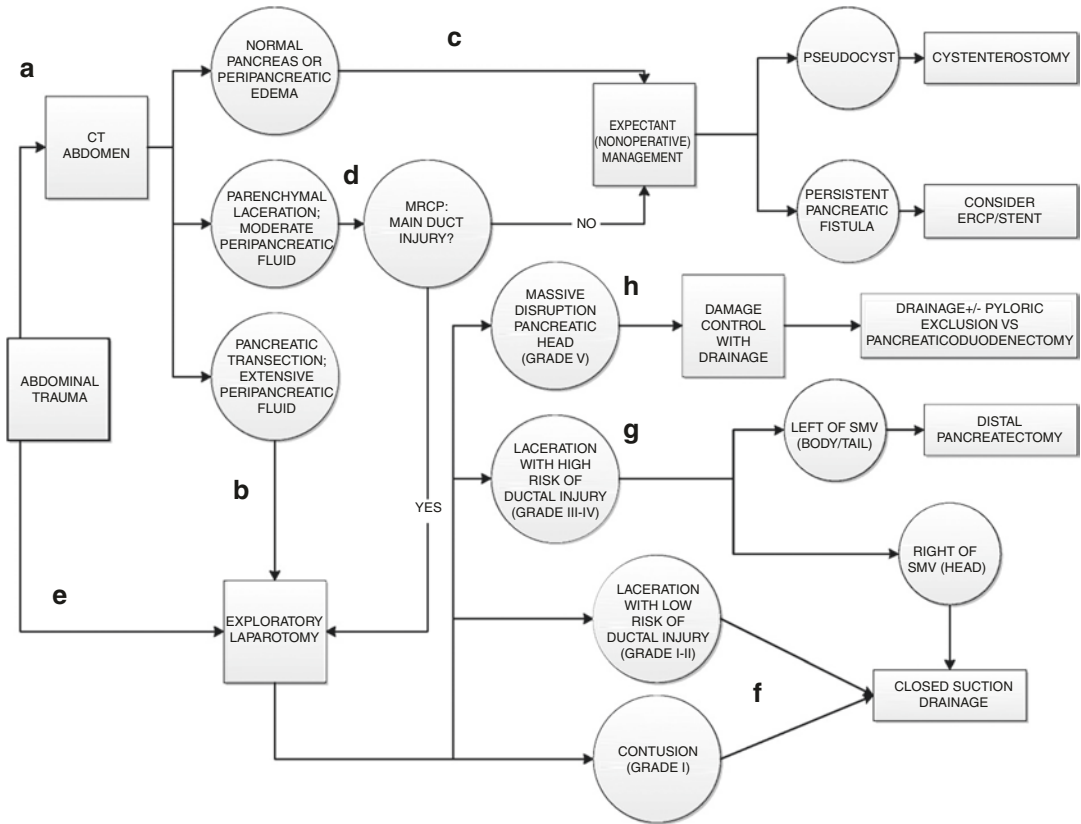 a
CT
ABDOMEN
ABDOMINAL
TRAUMA
e
NORMAL
PANCREAS OR
PERIPANCREATIC
EDEMA
c
PARENCHYMAL
LACERATION;
MODERATE
PERIPANCREATIC
FLUID
d
MRCP:
MAIN DUCT
INJURY?
NO
YES
PANCREATIC
TRANSECTION;
EXTENSIVE
PERIPANCREATIC
FLUID
b
EXPLORATORY
LAPAROTOMY
EXPECTANT
(NONOPERATIVE)
MANAGEMENT
PSEUDOCYST
CYSTENTEROSTOMY
PERSISTENT
PANCREATIC
FISTULA
CONSIDER
ERCP/STENT
MASSIVE
DISRUPTION
PANCREATIC
HEAD
(GRADE V)
h
DAMAGE
CONTROL
WITH
DRAINAGE
DRAINAGE+/- PYLORIC
EXCLUSION VS
PANCREATICODUODENECTOMY
LACERATION
WITH HIGH
RISK OF
DUCTAL INJURY
(GRADE III-IV)
g
LEFT OF SMV
(BODY/TAIL)
DISTAL
PANCREATECTOMY
RIGHT OF
SMV (HEAD)
LACERATION
WITH LOW
RISK OF
DUCTAL INJURY
(GRADE I-II)
f
CONTUSION
(GRADE I)
CLOSED SUCTION
DRAINAGE